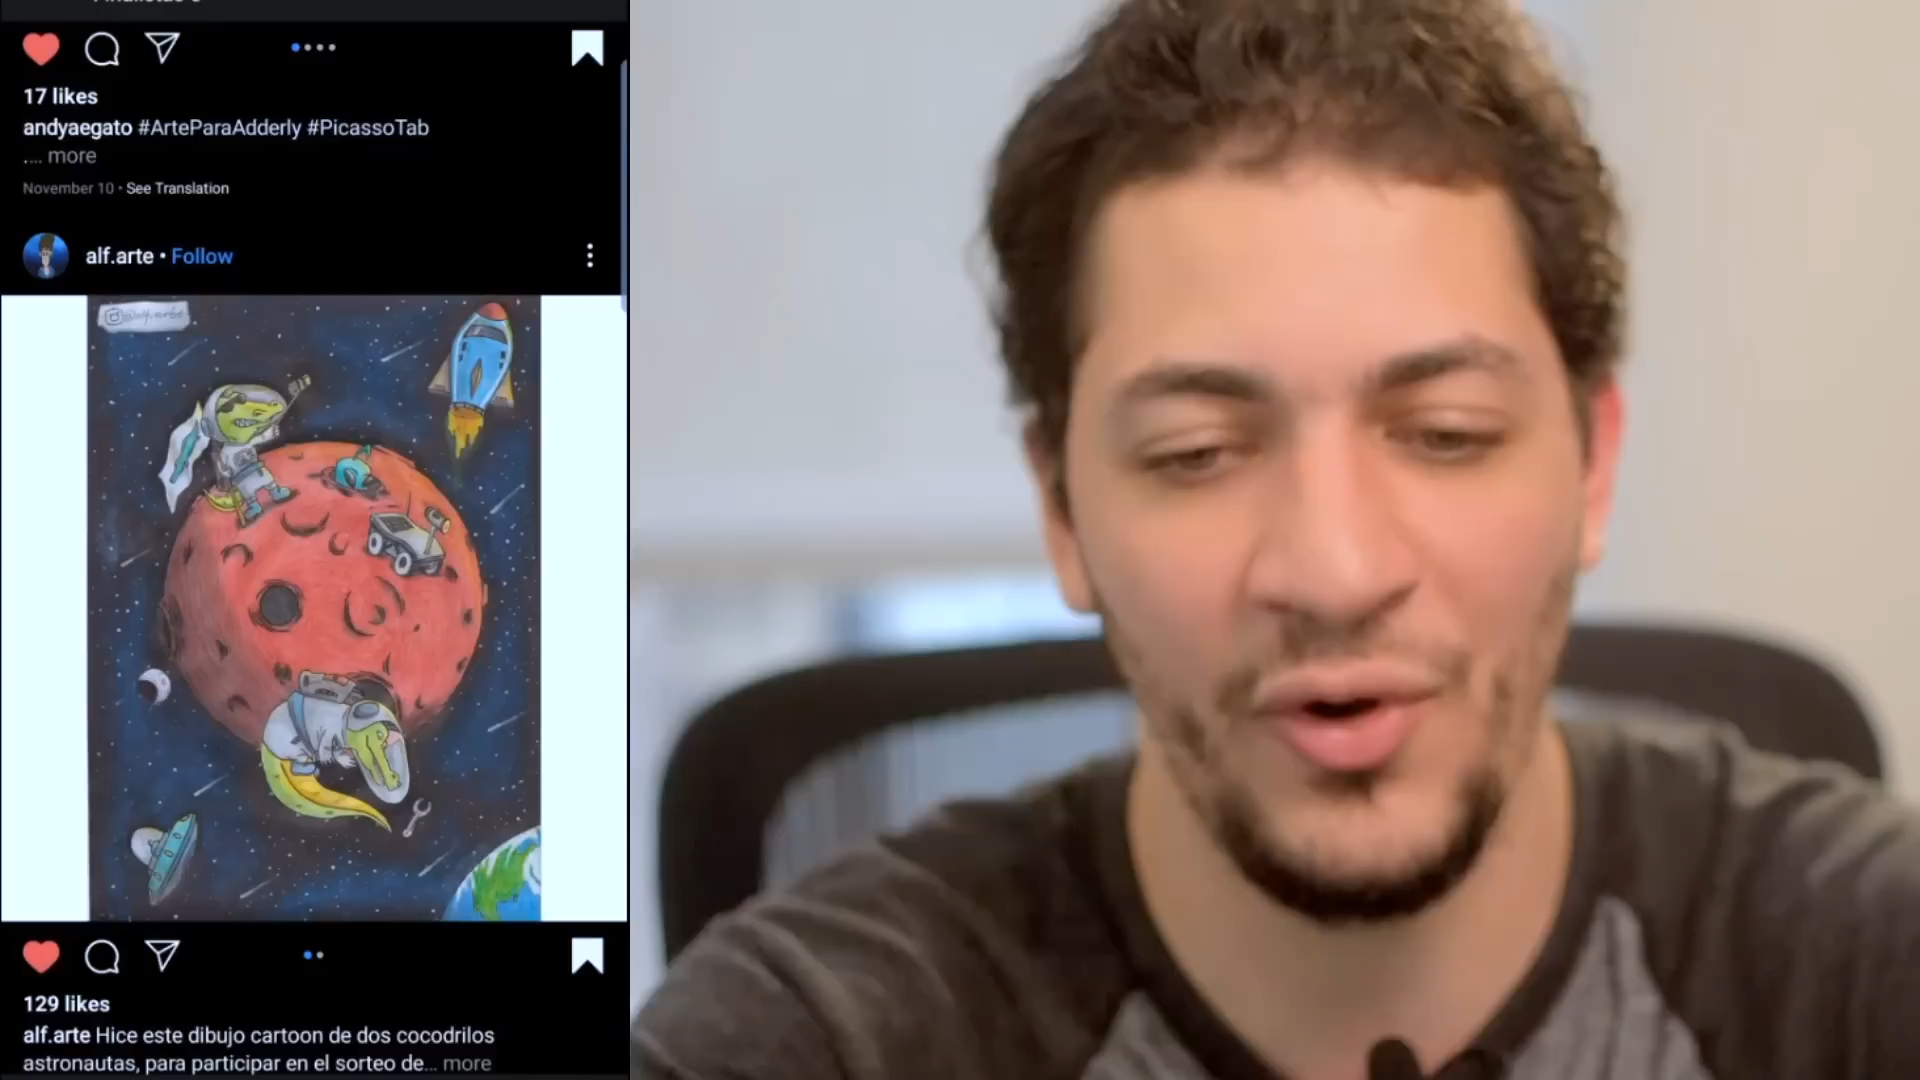 17 likes
andyaegato #ArteParaAdderly #PicassoTab
.... more
November 10 • See Translation
alf.arte • Follow
129 likes
alf.arte Hice este dibujo cartoon de dos cocodrilos
astronautas, para participar en el sorteo de... more